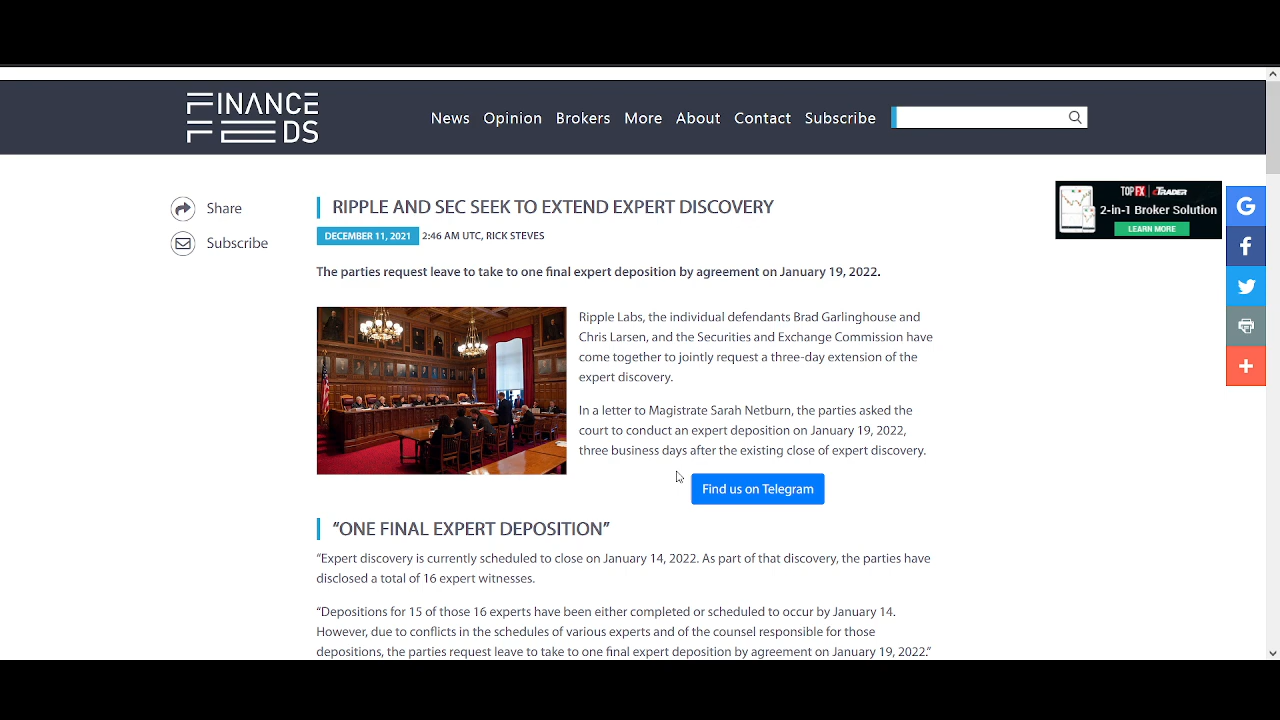 FINANCE
FEEDS
News Opinion Brokers More About Contact Subscribe
Share
Subscribe
RIPPLE AND SEC SEEK TO EXTEND EXPERT DISCOVERY
DECEMBER 11, 2021 2:46 AM UTC, RICK STEVES
The parties request leave to take to one final expert deposition by agreement on January 19, 2022.
TOPFX cTRADER
2-in-1 Broker Solution
LEARN MORE
Ripple Labs, the individual defendants Brad Garlinghouse and
Chris Larsen, and the Securities and Exchange Commission have
come together to jointly request a three-day extension of the
expert discovery.
In a letter to Magistrate Sarah Netburn, the parties asked the
court to conduct an expert deposition on January 19, 2022,
three business days after the existing close of expert discovery.
Find us on Telegram
“ONE FINAL EXPERT DEPOSITION”
“Expert discovery is currently scheduled to close on January 14, 2022. As part of that discovery, the parties have
disclosed a total of 16 expert witnesses.
“Depositions for 15 of those 16 experts have been either completed or scheduled to occur by January 14.
However, due to conflicts in the schedules of various experts and of the counsel responsible for those
depositions, the parties request leave to take to one final expert deposition by agreement on January 19, 2022.”